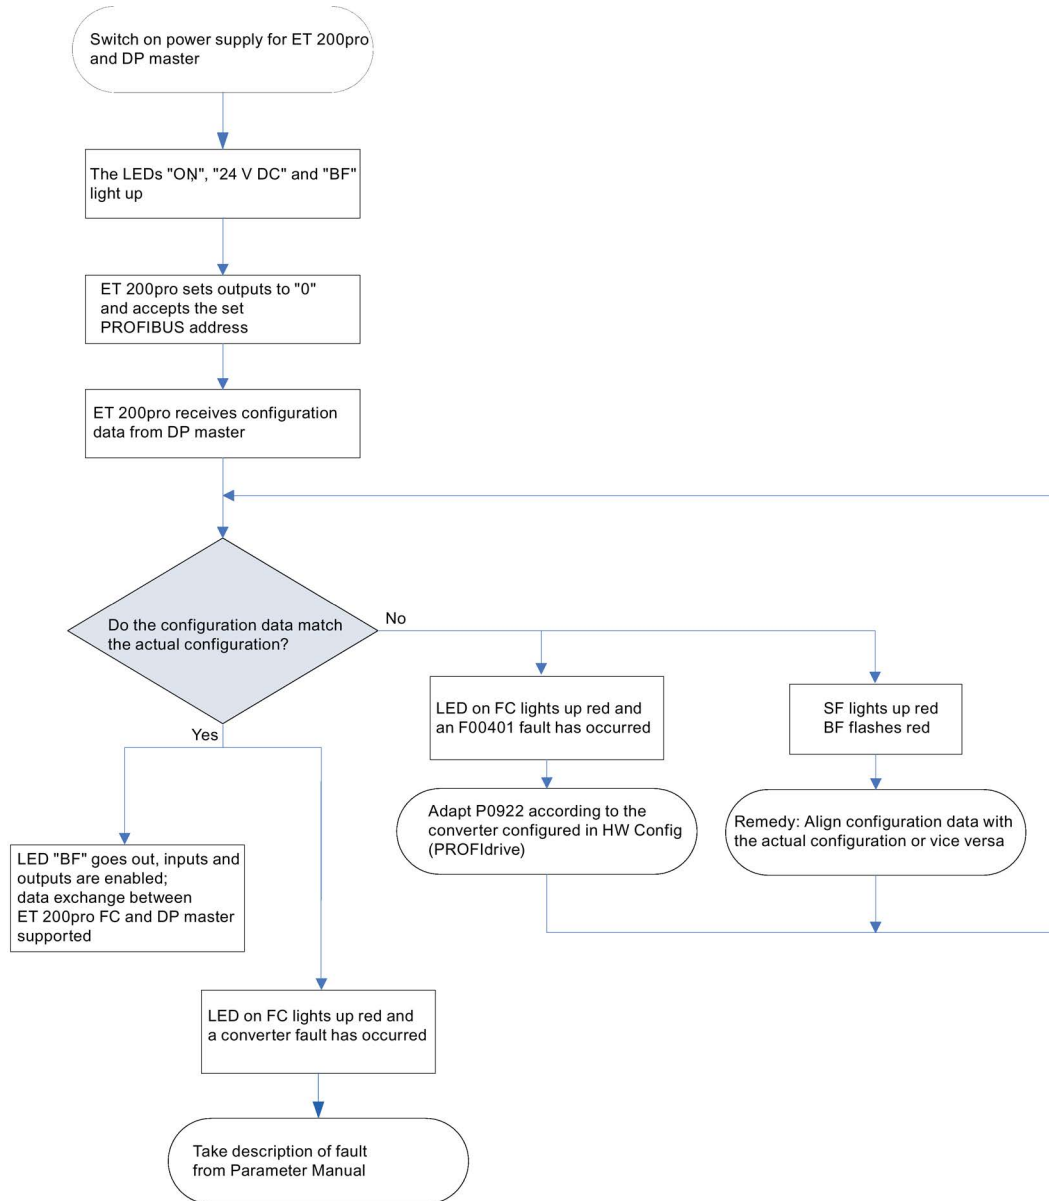 Switch on power supply for ET 200pro
and DP master
The LEDs "ON", "24 V DC" and "BF"
light up
ET 200pro sets outputs to "0"
and accepts the set
PROFIBUS address
ET 200pro receives configuration
data from DP master
Do the configuration data match
the actual configuration?
No
Yes
LED on FC lights up red and
an F00401 fault has occurred
SF lights up red
BF flashes red
Adapt P0922 according to the
converter configured in HW Config
(PROFIdrive)
Remedy: Align configuration data with
the actual configuration or vice versa
LED "BF" goes out, inputs and
outputs are enabled;
data exchange between
ET 200pro FC and DP master
supported
LED on FC lights up red and
a converter fault has occurred
Take description of fault
from Parameter Manual